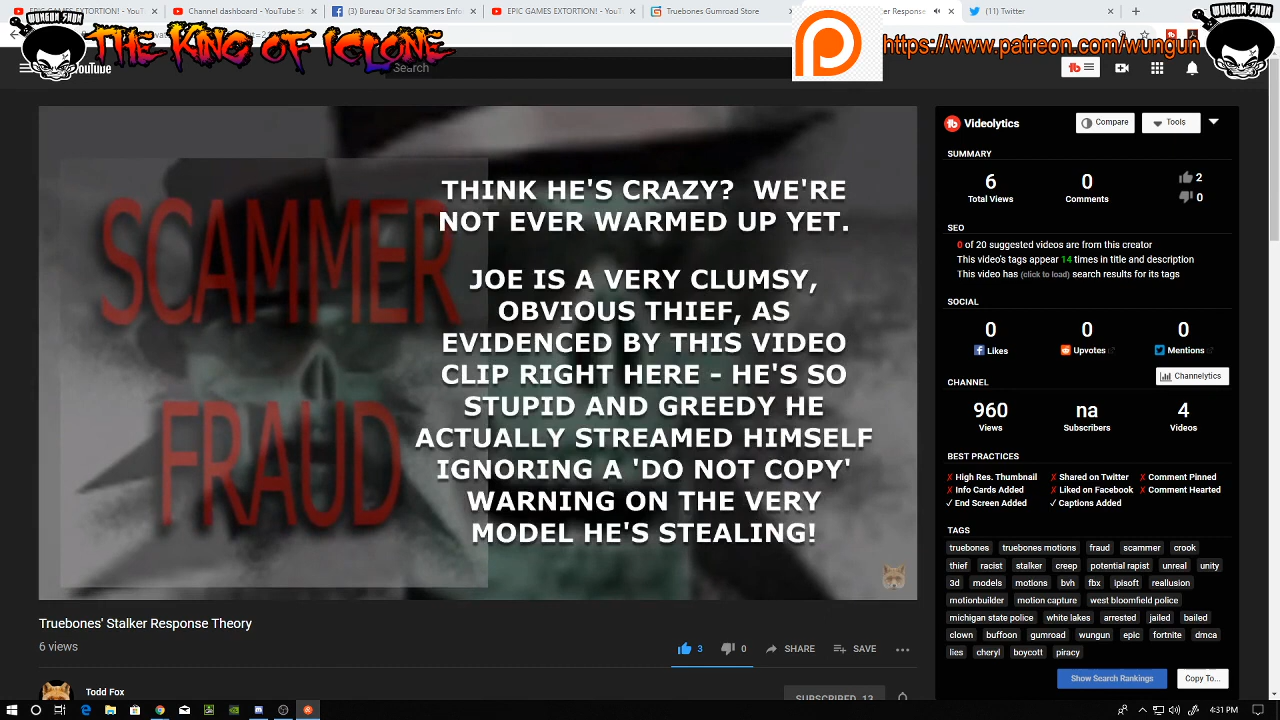 EPIC GAMES EXTORTION! - YouT
Channel dashboard - YouTube S
(3) Bureau Of 3d Scammers Info
EPIC GAMES EXTORTION! - YouT
Truebones Gumroad Store
Response
(11) Twitter
WUNGUN SHUN
THE KING OF ICLONE
https://www.patreon.com/wungun
YouTube
Search
SCAMMER
FRAUD
THINK HE'S CRAZY? WE'RE
NOT EVER WARMED UP YET.
JOE IS A VERY CLUMSY,
OBVIOUS THIEF, AS
EVIDENCED BY THIS VIDEO
CLIP RIGHT HERE - HE'S SO
STUPID AND GREEDY HE
ACTUALLY STREAMED HIMSELF
IGNORING A 'DO NOT COPY'
WARNING ON THE VERY
MODEL HE'S STEALING!
Truebones' Stalker Response Theory
6 views
3
0
SHARE
SAVE
Todd Fox
SUBSCRIBED 13
Videolytics
Compare
Tools
SUMMARY
6
Total Views
0
Comments
2
0
SEO
0 of 20 suggested videos are from this creator
This video's tags appear 14 times in title and description
This video has (click to load) search results for its tags
SOCIAL
0
Likes
0
Upvotes
0
Mentions
Channelytics
CHANNEL
960
Views
na
Subscribers
4
Videos
BEST PRACTICES
✗ High Res. Thumbnail ✗ Shared on Twitter ✗ Comment Pinned
✗ Info Cards Added ✗ Liked on Facebook ✗ Comment Hearted
✓ End Screen Added ✓ Captions Added
TAGS
truebones truebones motions fraud scammer crook
thief racist stalker creep potential rapist unreal unity
3d models motions bvh fbx ipisoft reallusion
motionbuilder motion capture west bloomfield police
michigan state police white lakes arrested jailed bailed
clown buffoon gumroad wungun epic fortnite dmca
lies cheryl boycott piracy
Show Search Rankings
Copy To...
4:31 PM